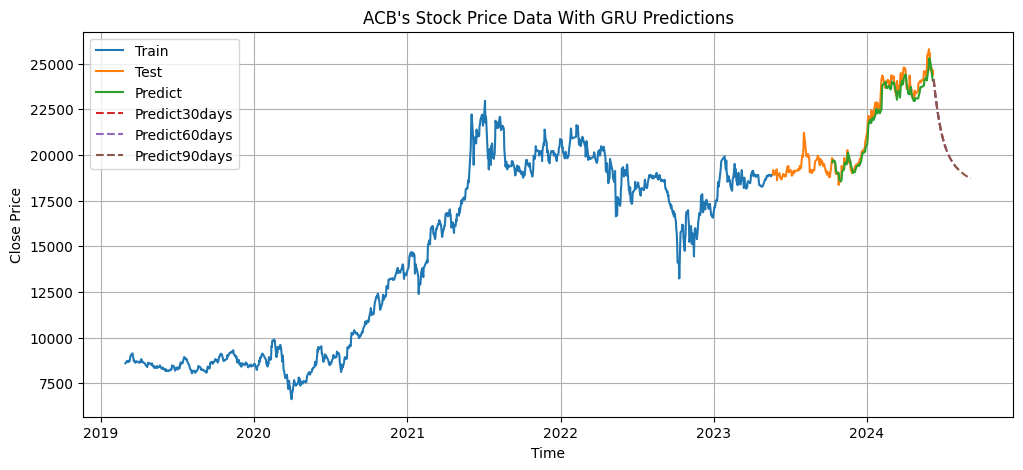 ACB's Stock Price Data With GRU Predictions
Train
Test
Predict
Predict30days
Predict60days
Predict90days
25000
22500
20000
17500
15000
12500
10000
7500
Close Price
2019
2020
2021
2022
2023
2024
Time